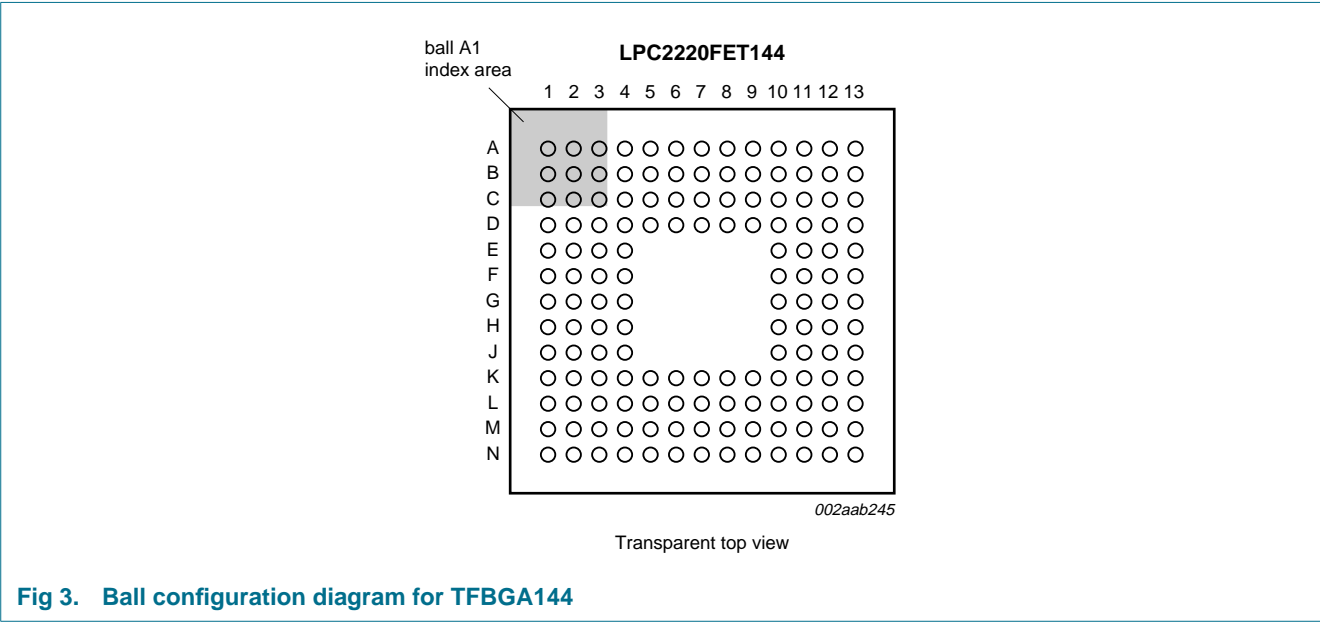 ball A1
index area
LPC2220FET144
1 2 3 4 5 6 7 8 9 10 11 12 13
A
B
C
D
E
F
G
H
J
K
L
M
N
002aab245
Transparent top view
Fig 3. Ball configuration diagram for TFBGA144